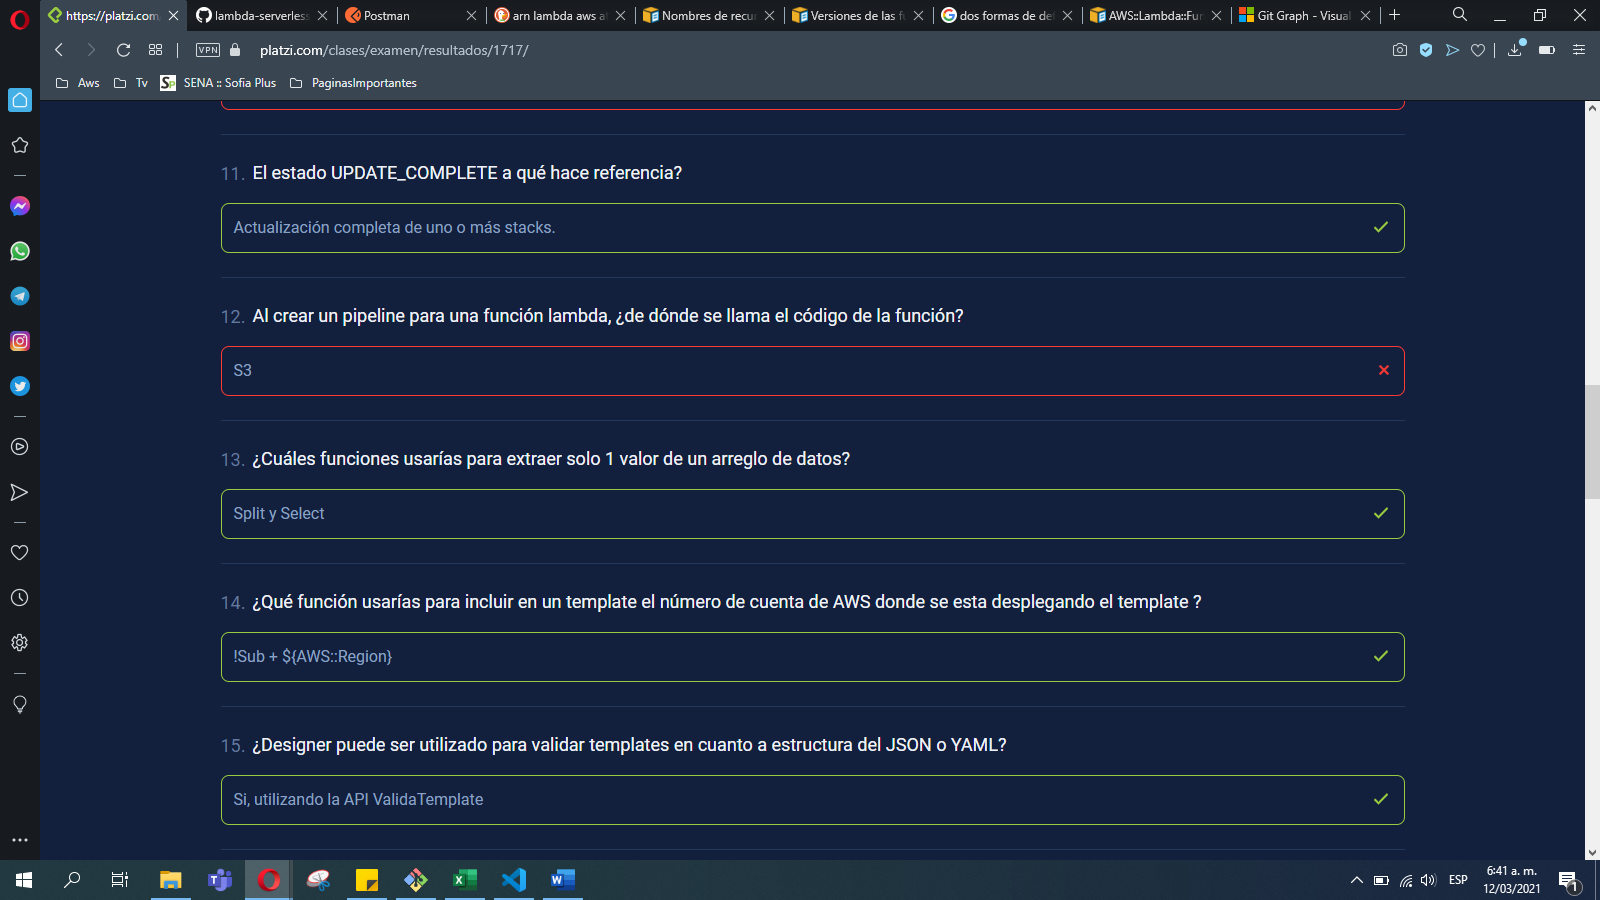 https://platzi.com
lambda-serverless
Postman
arn lambda aws a
Nombres de recur
Versiones de las fu
dos formas de de
AWS::Lambda::Fun
Git Graph - Visual
VPN
platzi.com/clases/examen/resultados/1717/
Aws
Tv
Sp
SENA :: Sofia Plus
PaginasImportantes
11. El estado UPDATE_COMPLETE a qué hace referencia?
Actualización completa de uno o más stacks.
12. Al crear un pipeline para una función lambda, ¿de dónde se llama el código de la función?
S3
13. ¿Cuáles funciones usarías para extraer solo 1 valor de un arreglo de datos?
Split y Select
14. ¿Qué función usarías para incluir en un template el número de cuenta de AWS donde se esta desplegando el template ?
!Sub + ${AWS::Region}
15. ¿Designer puede ser utilizado para validar templates en cuanto a estructura del JSON o YAML?
Si, utilizando la API ValidaTemplate
ESP
6:41 a. m.
12/03/2021
1